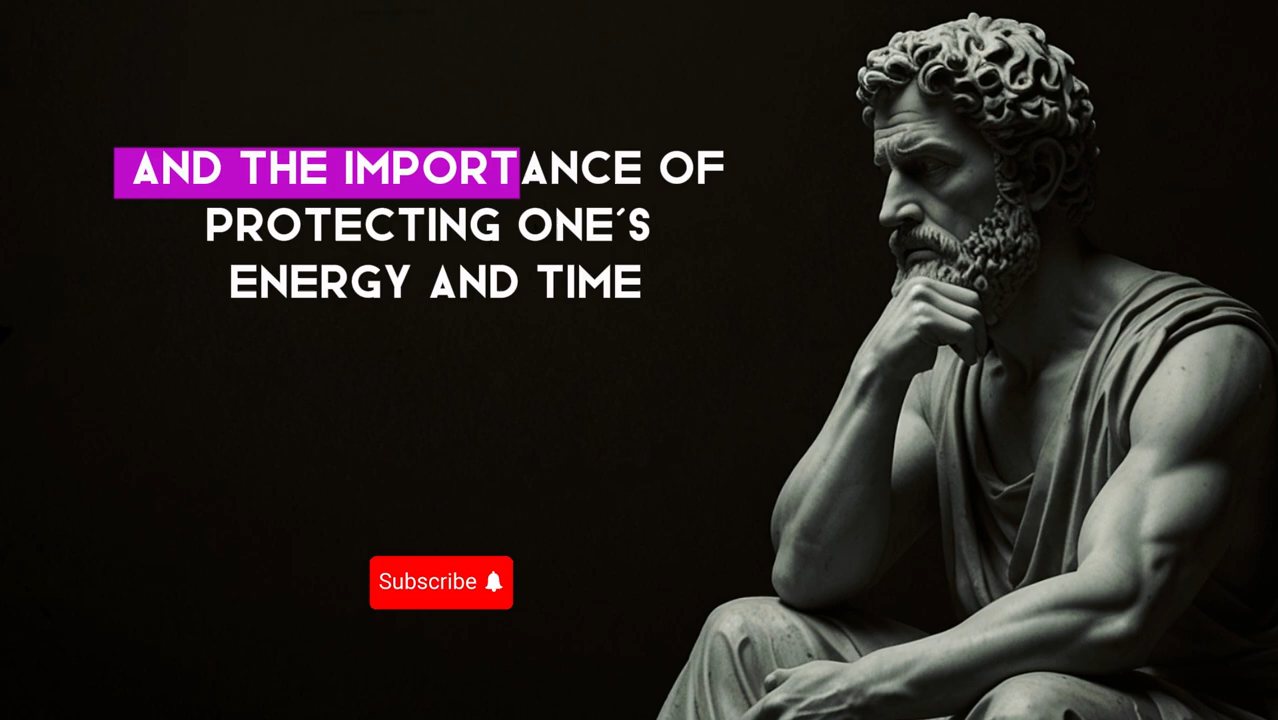 AND THE IMPORTANCE OF
PROTECTING ONE'S
ENERGY AND TIME
Subscribe